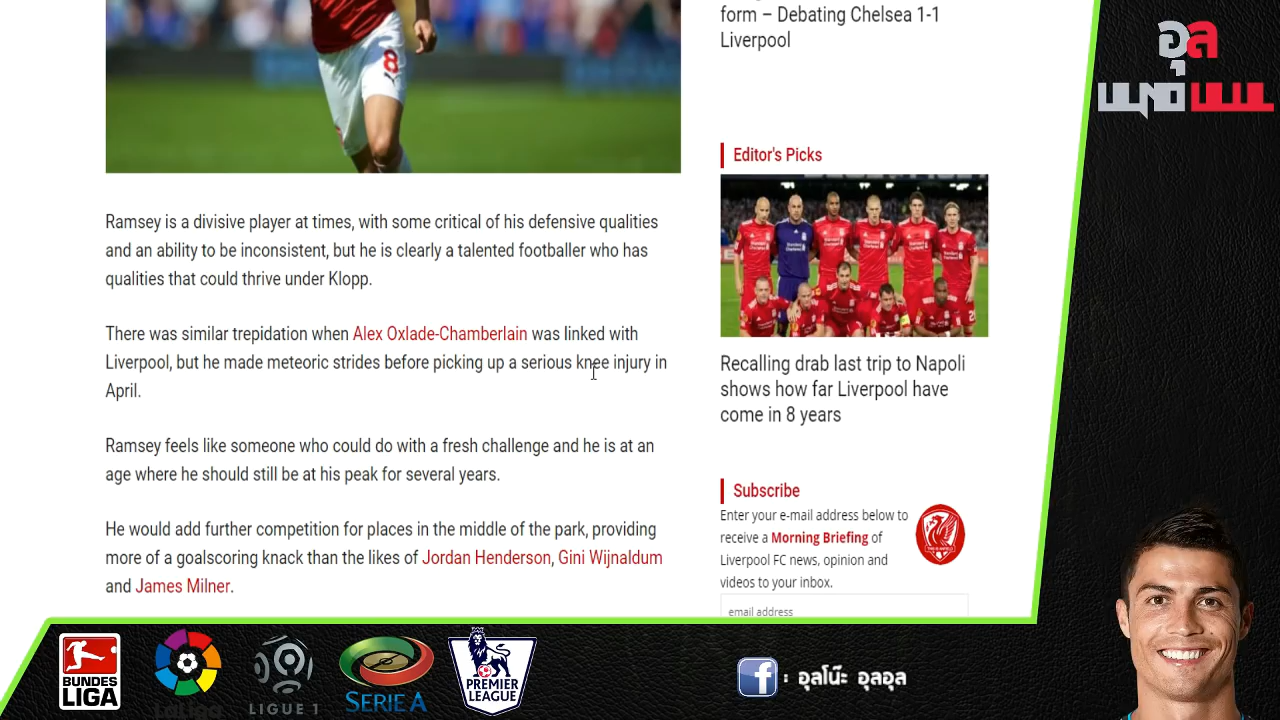 form – Debating Chelsea 1-1
Liverpool
อุล
8
Editor's Picks
Ramsey is a divisive player at times, with some critical of his defensive qualities
and an ability to be inconsistent, but he is clearly a talented footballer who has
qualities that could thrive under Klopp.
There was similar trepidation when Alex Oxlade-Chamberlain was linked with
Liverpool, but he made meteoric strides before picking up a serious knee injury in
April.
Ramsey feels like someone who could do with a fresh challenge and he is at an
age where he should still be at his peak for several years.
He would add further competition for places in the middle of the park, providing
more of a goalscoring knack than the likes of Jordan Henderson, Gini Wijnaldum
and James Milner.
Recalling drab last trip to Napoli
shows how far Liverpool have
come in 8 years
Subscribe
Enter your e-mail address below to
receive a Morning Briefing of
Liverpool FC news, opinion and
videos to your inbox.
email address
BUNDES
LIGA
LaLiga
LIGUE 1
SERIE A
PREMIER
LEAGUE
f : อุลโน๊ะ อุลอุล